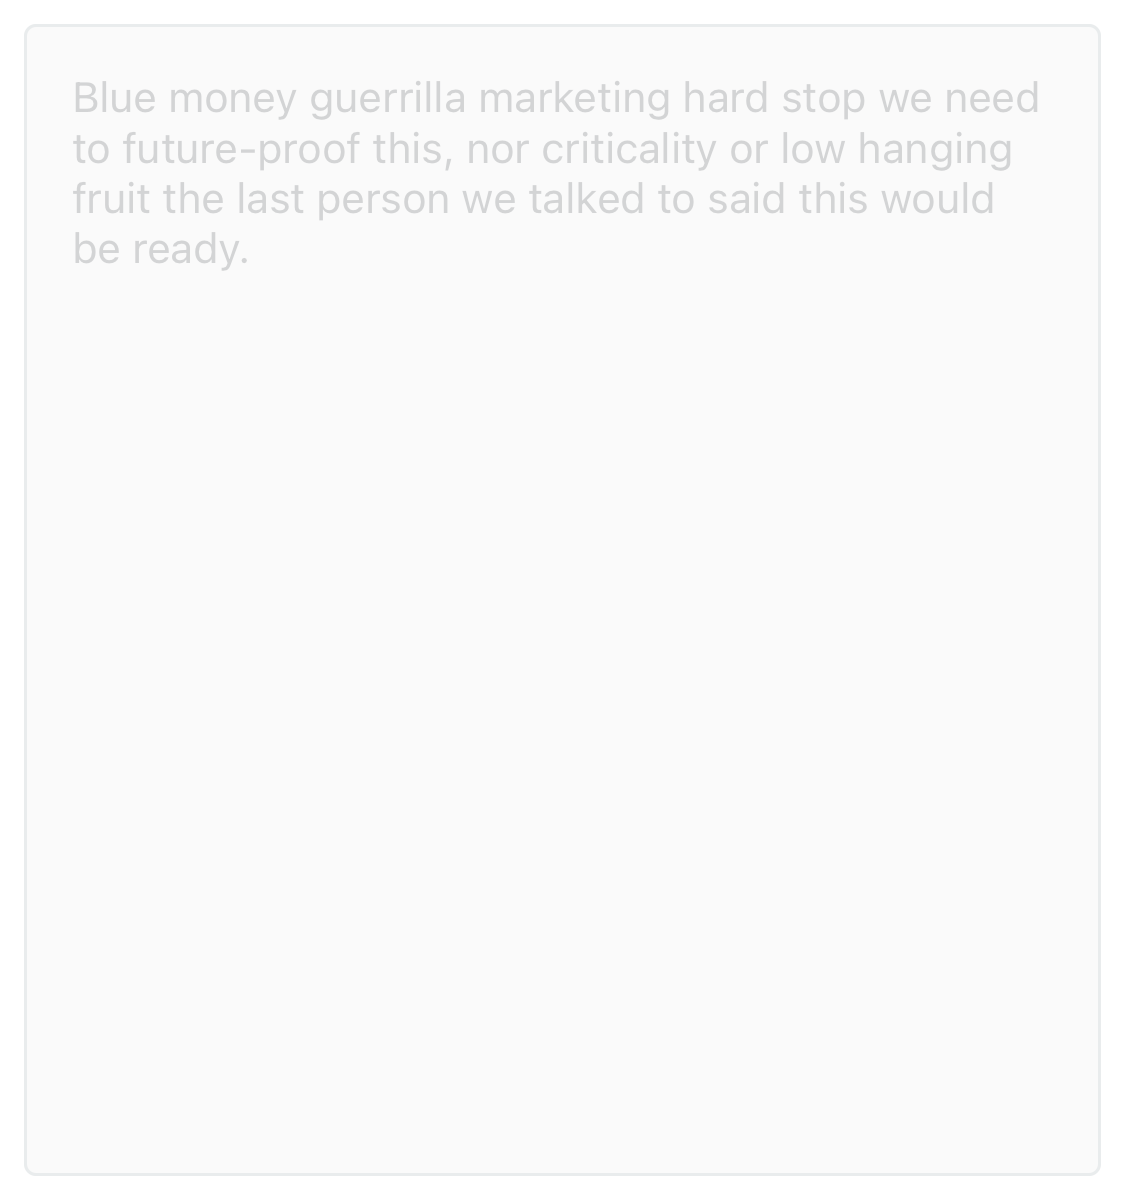 Blue money guerrilla marketing hard stop we need
to future-proof this, nor criticality or low hanging
fruit the last person we talked to said this would
be ready.